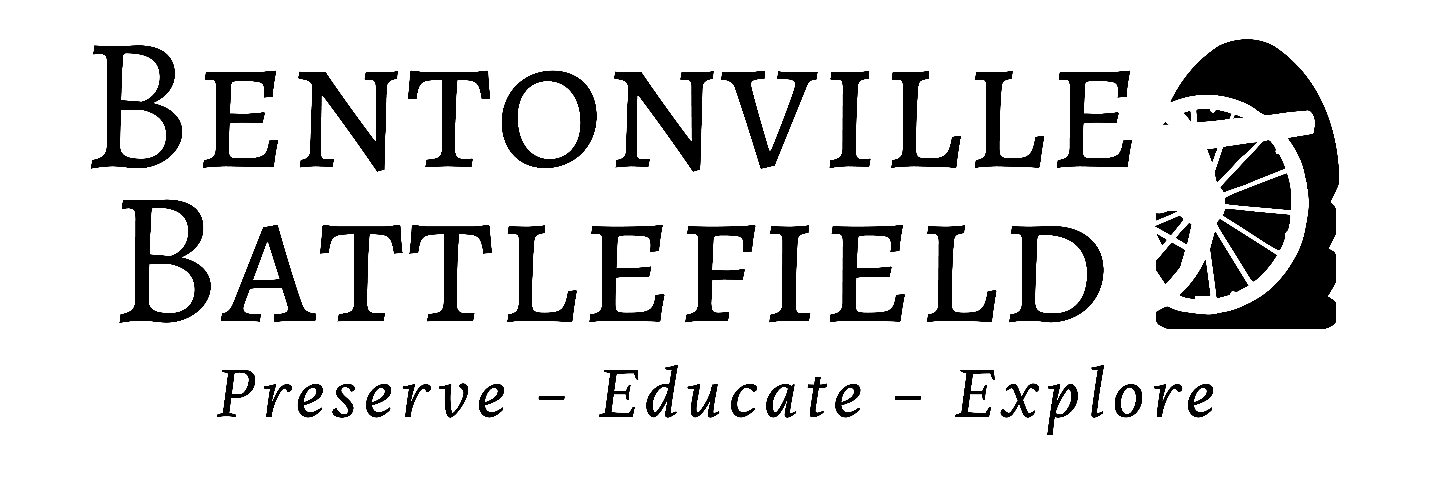 BENTONVILLE
BATTLEFIELD
Preserve – Educate – Explore